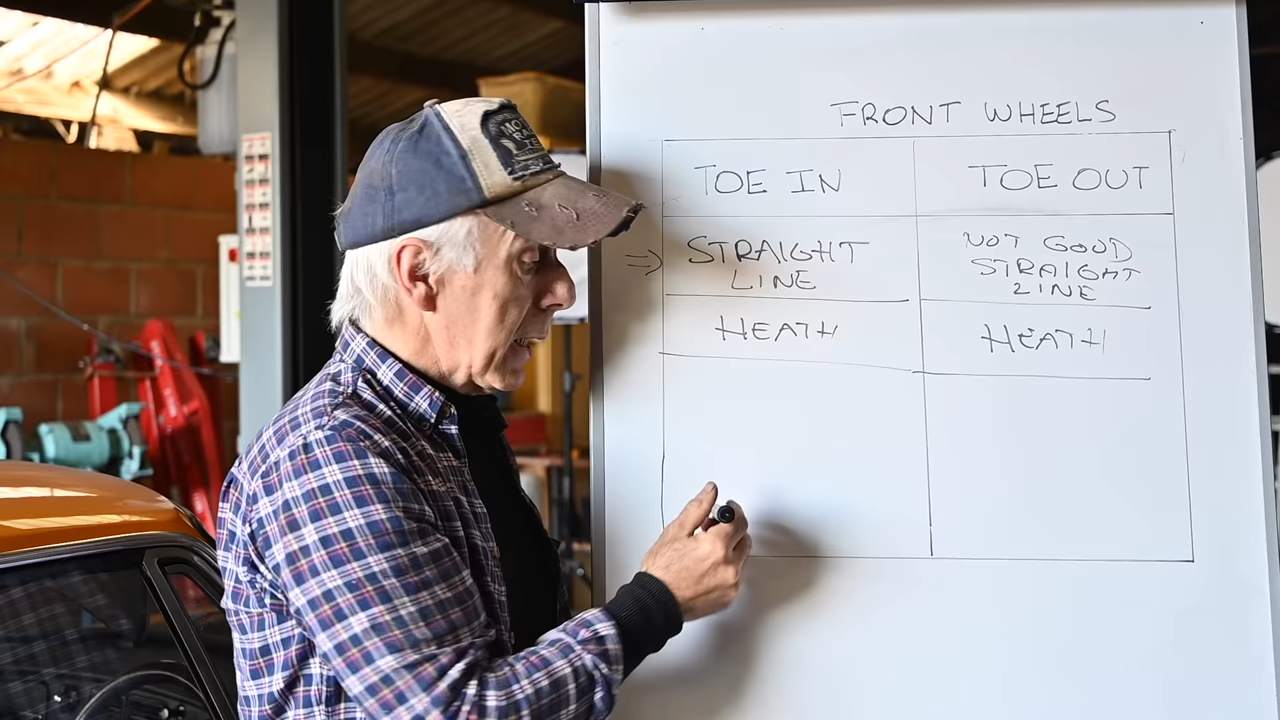 FRONT WHEELS
TOE IN
TOE OUT
STRAIGHT
LINE
NOT GOOD
STRAIGHT
LINE
HEATH
HEATH